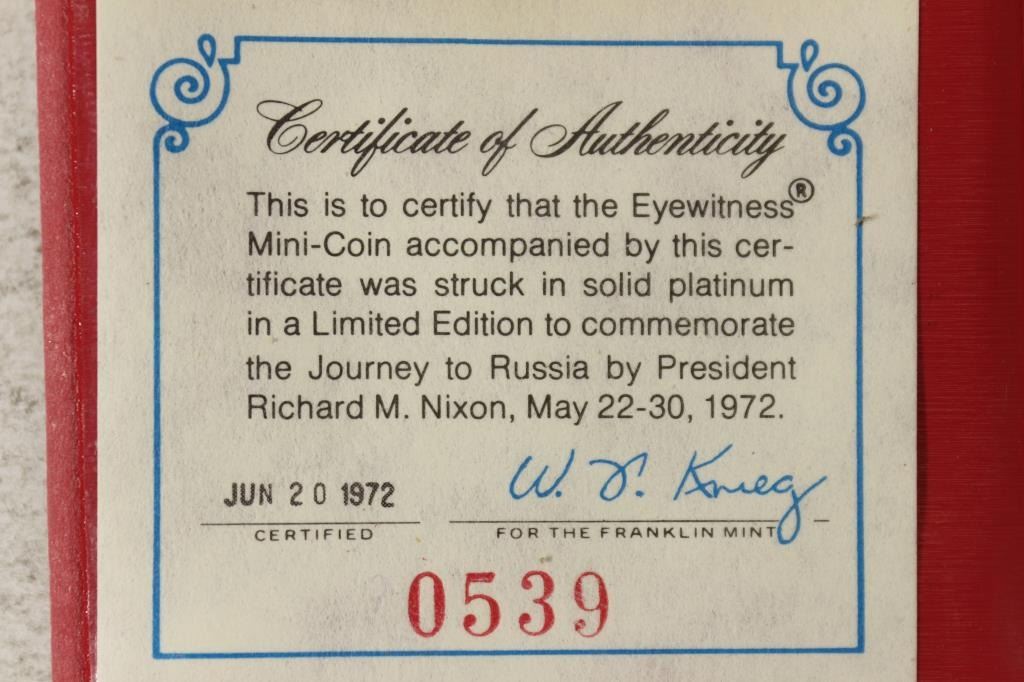 Certificate of Authenticity
This is to certify that the Eyewitness®
Mini-Coin accompanied by this cer-
tificate was struck in solid platinum
in a Limited Edition to commemorate
the Journey to Russia by President
Richard M. Nixon, May 22-30, 1972.
JUN 20 1972
W. F. Krieg
CERTIFIED
FOR THE FRANKLIN MINT
0539